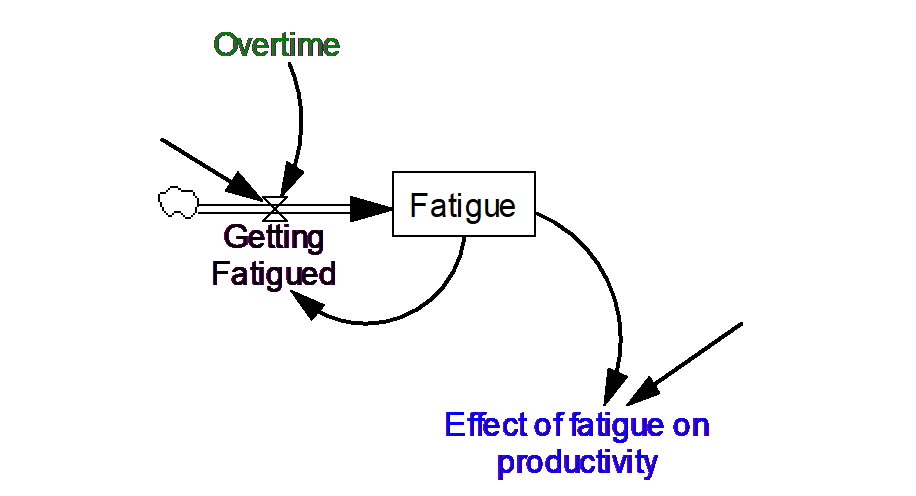 Overtime
Fatigue
Getting
Fatigued
Effect of fatigue on
productivity